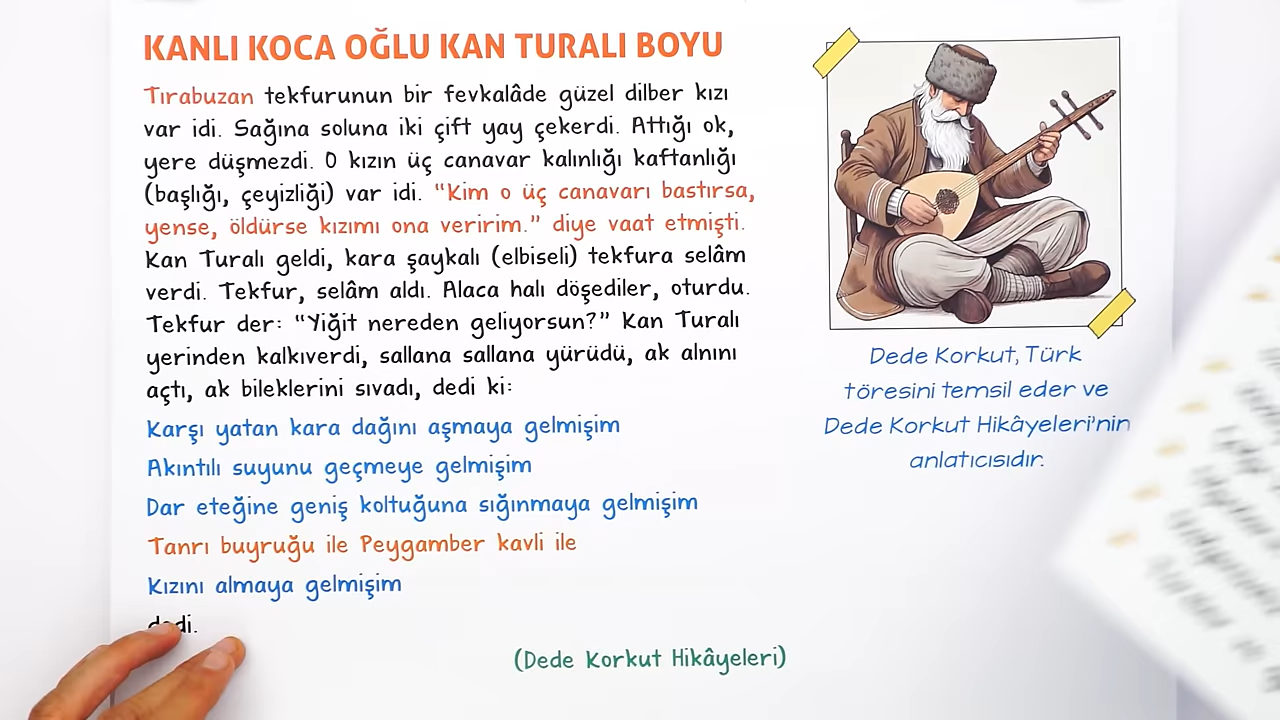 KANLI KOCA OĞLU KAN TURALI BOYU
Tırabuzan tekfurunun bir fevkalâde güzel dilber kızı
var idi. Sağına soluna iki çift yay çekerdi. Attığı ok,
yere düşmezdi. O kızın üç canavar kalınlığı kaftanlığı
(başlığı, çeyizliği) var idi. "Kim o üç canavarı bastırsa,
yense, öldürse kızımı ona veririm." diye vaat etmişti.
Kan Turalı geldi, kara şaykalı (elbiseli) tekfura selâm
verdi. Tekfur, selâm aldı. Alaca halı döşediler, oturdu.
Tekfur der: "Yiğit nereden geliyorsun?" Kan Turalı
yerinden kalkıverdi, sallana sallana yürüdü, ak alnını
açtı, ak bileklerini sıvadı, dedi ki:
Karşı yatan kara dağını aşmaya gelmişim
Akıntılı suyunu geçmeye gelmişim
Dar eteğine geniş koltuğuna sığınmaya gelmişim
Tanrı buyruğu ile Peygamber kavli ile
Kızını almaya gelmişim
dedi.
(Dede Korkut Hikâyeleri)
Dede Korkut, Türk
töresini temsil eder ve
Dede Korkut Hikâyeleri'nin
anlatıcısıdır.